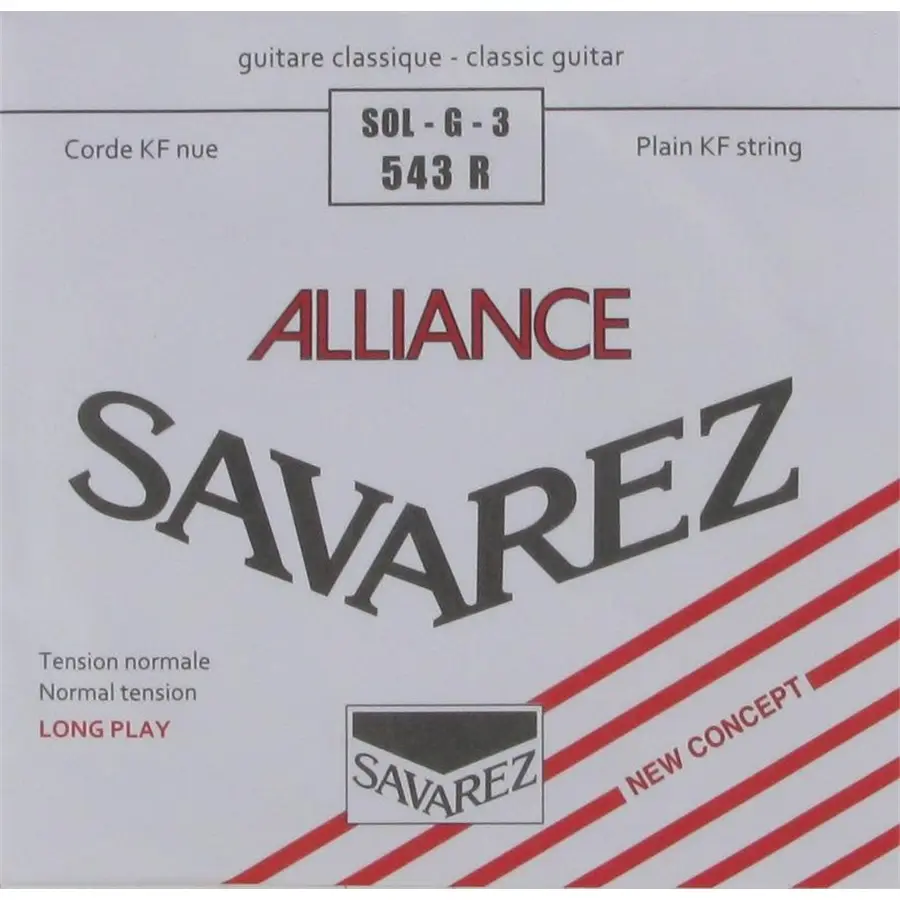 guitare classique - classic guitar
SOL - G - 3
543 R
Corde KF nue
Plain KF string
ALLIANCE
SAVAREZ
Tension normale
Normal tension
LONG PLAY
NEW CONCEPT
SAVAREZ